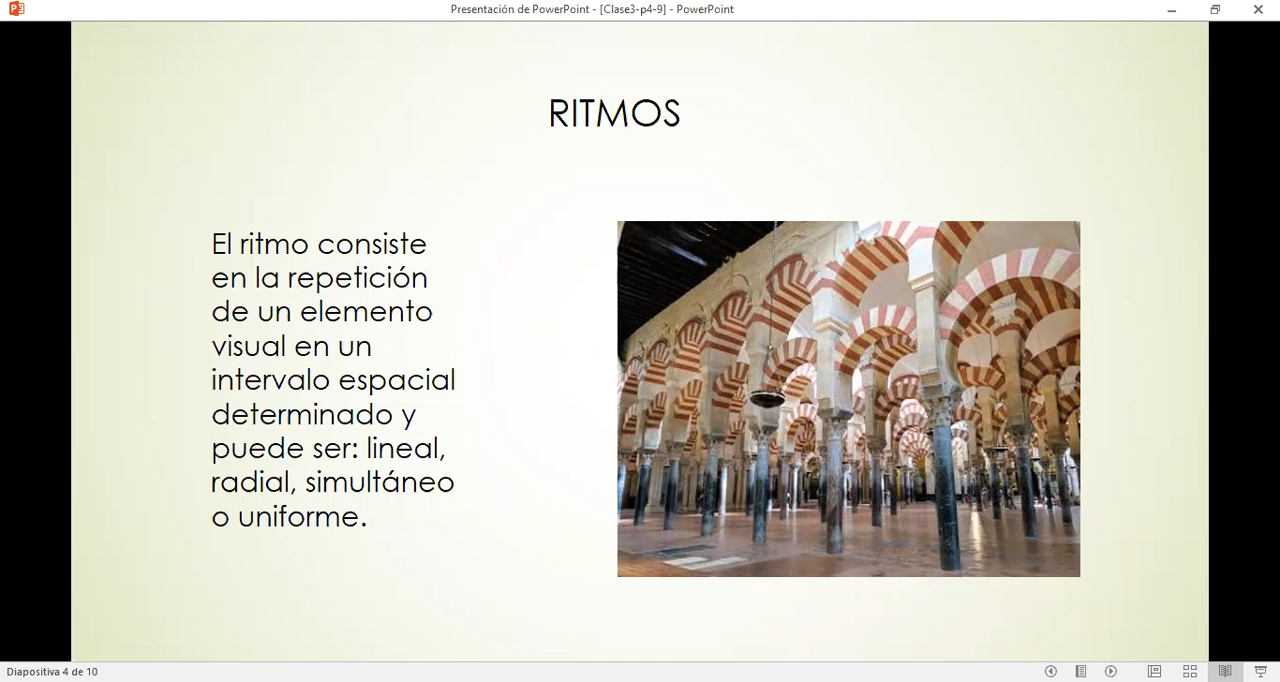 Presentación de PowerPoint - [Clase3-p4-9] - PowerPoint
RITMOS
El ritmo consiste
en la repetición
de un elemento
visual en un
intervalo espacial
determinado y
puede ser: lineal,
radial, simultáneo
o uniforme.
Diapositiva 4 de 10